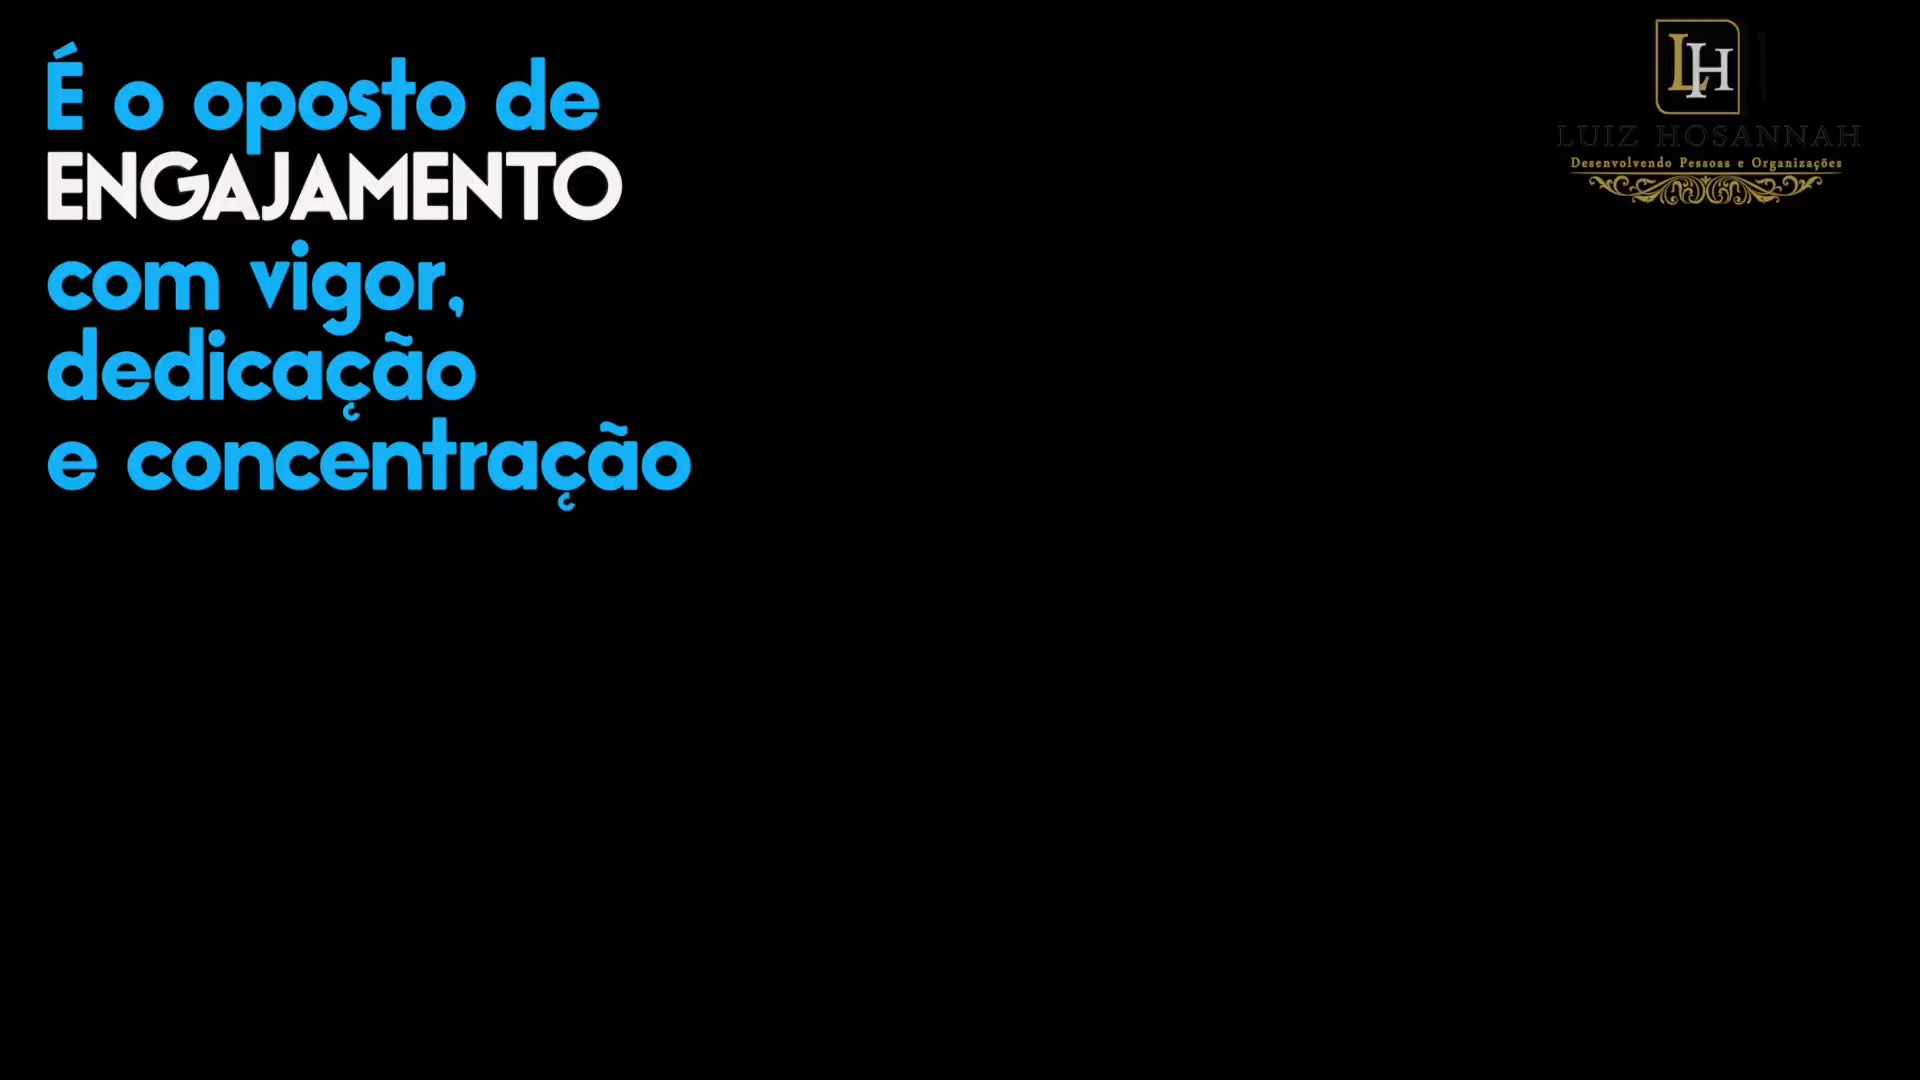 É o oposto de
ENGAJAMENTO
com vigor,
dedicação
e concentração
LH
LUIZ HOSANNAH
Desenvolvendo Pessoas e Organizações